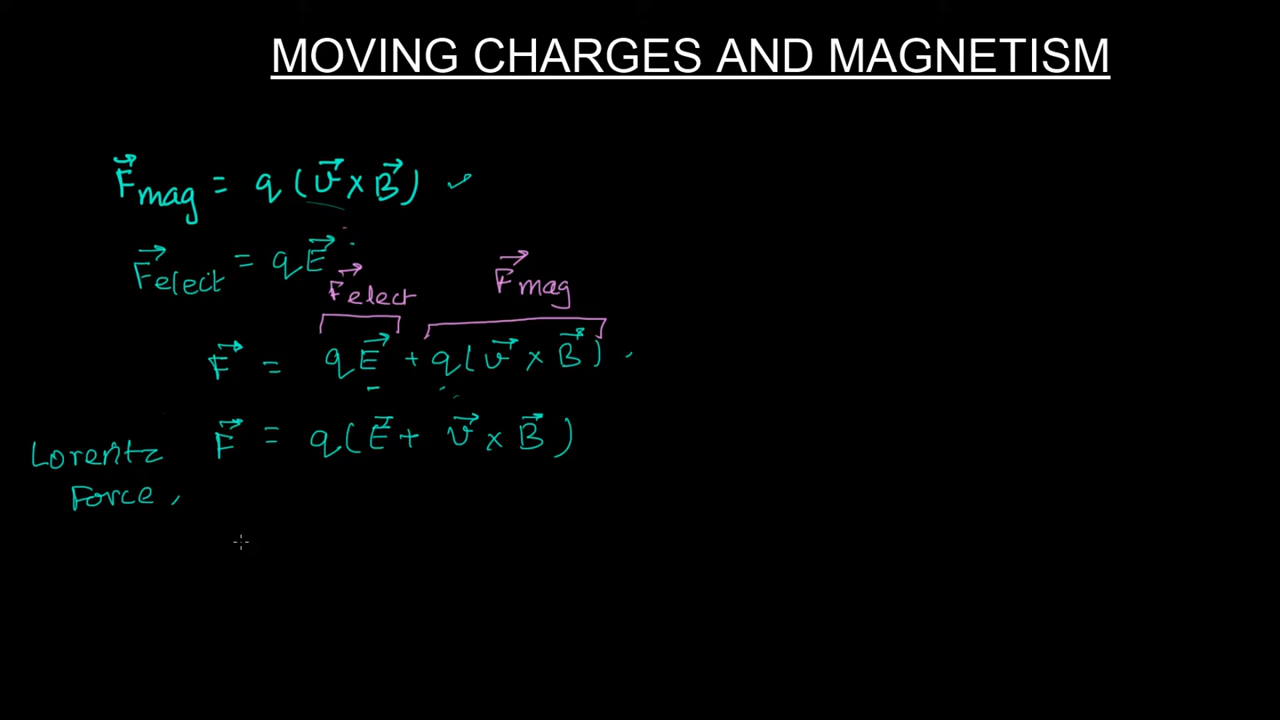 MOVING CHARGES AND MAGNETISM
F⃗mag = q(v⃗ × B⃗) ✓
F⃗elect = qE⃗
F⃗elect F⃗mag
F⃗ = qE⃗ + q(v⃗ × B⃗)
Lorentz Force, F⃗ = q(E⃗ + v⃗ × B⃗)